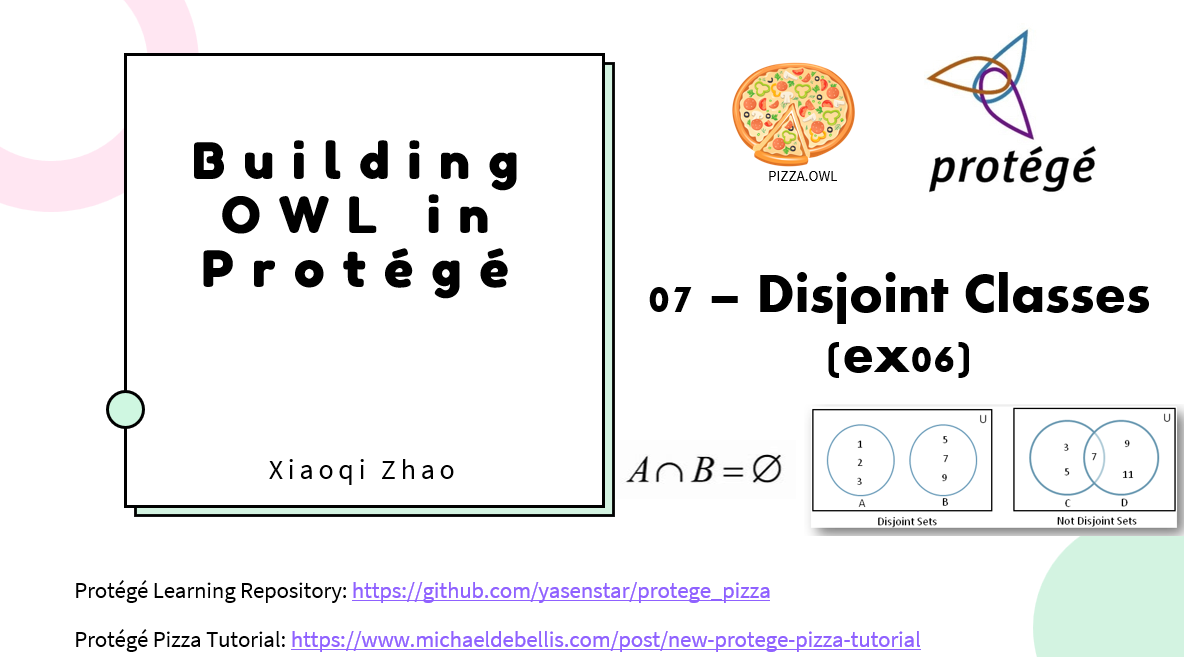 Building
OWL in
Protégé
Xiaoqi Zhao
PIZZA.OWL
protégé
07 – Disjoint Classes
(ex06)
A∩B=∅
U
1
2
3
A
5
7
9
B
Disjoint Sets
U
3
5
7
9
11
C
D
Not Disjoint Sets
Protégé Learning Repository: https://github.com/yasenstar/protege_pizza
Protégé Pizza Tutorial: https://www.michaeldebellis.com/post/new-protege-pizza-tutorial